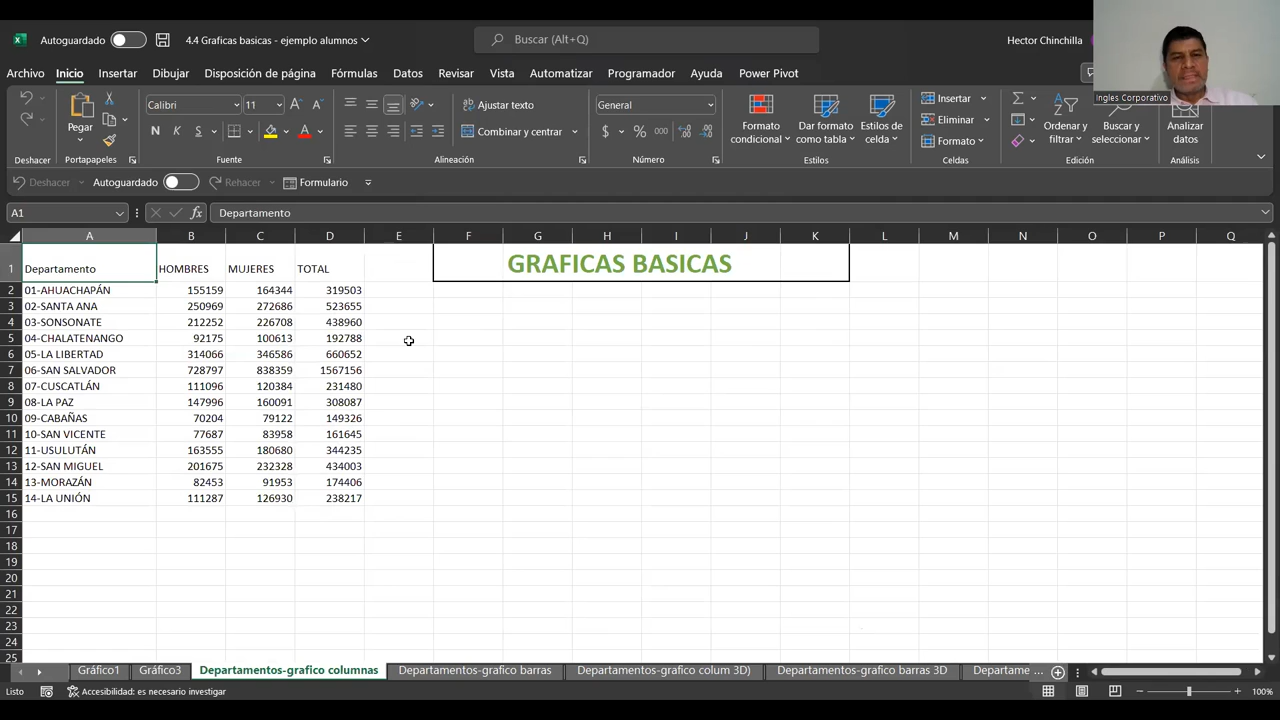 Autoguardado
4.4 Graficas basicas - ejemplo alumnos
Buscar (Alt+Q)
Hector Chinchilla
Ingles Corporativo
Archivo Inicio Insertar Dibujar Disposición de página Fórmulas Datos Revisar Vista Automatizar Programador Ayuda Power Pivot
Pegar
Portapapeles
Deshacer
Calibri 11
N K S
Fuente
Ajustar texto
Combinar y centrar
Alineación
General
$ % 000
Número
Formato condicional
Dar formato como tabla
Estilos de celda
Estilos
Insertar
Eliminar
Formato
Celdas
Ordenar y filtrar
Buscar y seleccionar
Edición
Analizar datos
Análisis
Deshacer Autoguardado Rehacer Formulario
A1 fx Departamento
A B C D E F G H I J K L M N O P Q
1 Departamento HOMBRES MUJERES TOTAL GRAFICAS BASICAS
2 01-AHUACHAPÁN 155159 164344 319503
3 02-SANTA ANA 250969 272686 523655
4 03-SONSONATE 212252 226708 438960
5 04-CHALATENANGO 92175 100613 192788
6 05-LA LIBERTAD 314066 346586 660652
7 06-SAN SALVADOR 728797 838359 1567156
8 07-CUSCATLÁN 111096 120384 231480
9 08-LA PAZ 147996 160091 308087
10 09-CABAÑAS 70204 79122 149326
11 10-SAN VICENTE 77687 83958 161645
12 11-USULUTÁN 163555 180680 344235
13 12-SAN MIGUEL 201675 232328 434003
14 13-MORAZÁN 82453 91953 174406
15 14-LA UNIÓN 111287 126930 238217
16
17
18
19
20
21
22
23
24
25
Gráfico1 Gráfico3 Departamentos-grafico columnas Departamentos-grafico barras Departamentos-grafico colum 3D) Departamentos-grafico barras 3D Departame ...
Listo Accesibilidad: es necesario investigar 100%